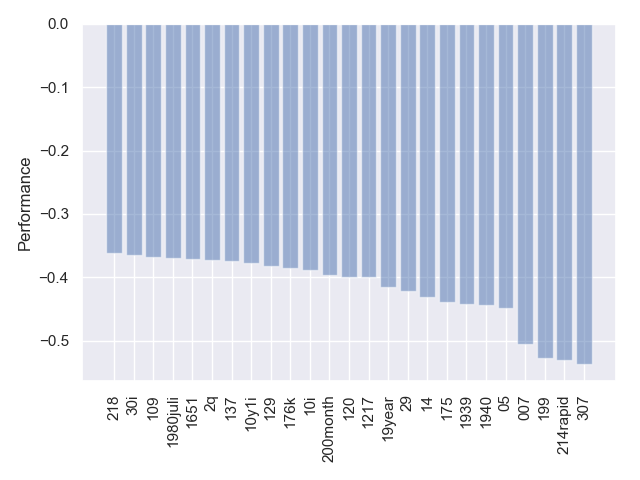 0.0
−0.1
−0.2
−0.3
−0.4
−0.5
Performance
218
30i
109
1980juli
1651
2q
137
10y1i
129
176k
10i
200month
120
1217
19year
29
14
175
1939
1940
05
007
199
214rapid
307